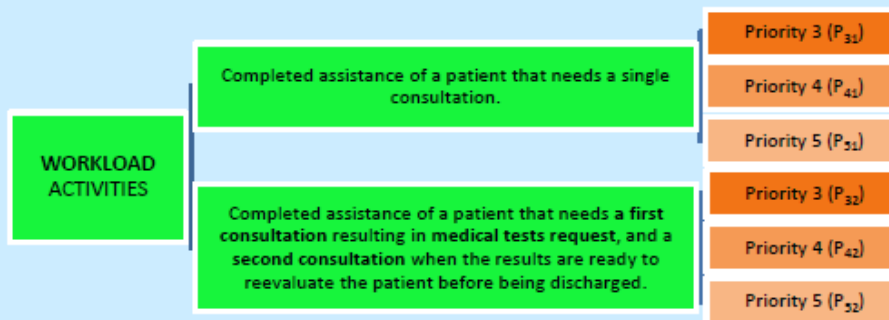 WORKLOAD
ACTIVITIES
Completed assistance of a patient that needs a single
consultation.
Priority 3 (P₃₁)
Priority 4 (P₄₁)
Priority 5 (P₅₁)
Completed assistance of a patient that needs a first
consultation resulting in medical tests request, and a
second consultation when the results are ready to
reevaluate the patient before being discharged.
Priority 3 (P₃₂)
Priority 4 (P₄₂)
Priority 5 (P₅₂)